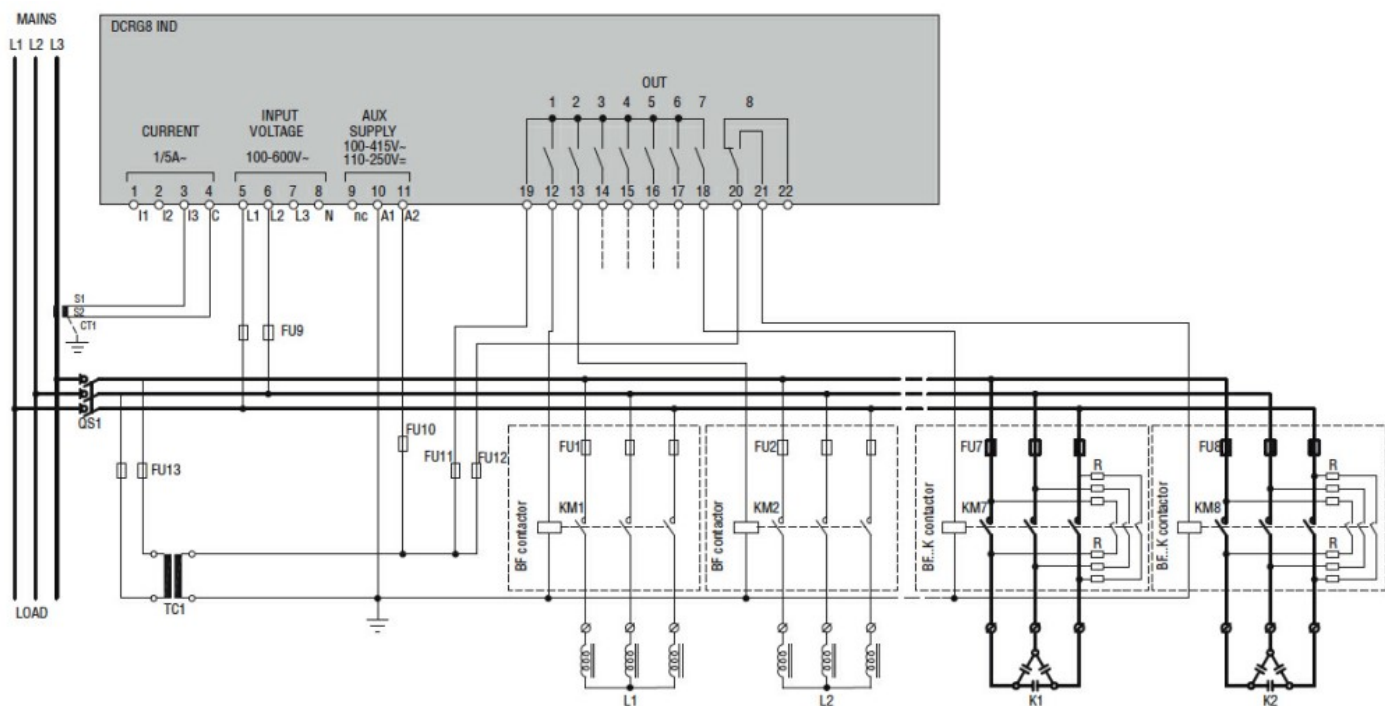 MAINS
L1 L2 L3
DCRG8 IND
OUT
1 2 3 4 5 6 7 8
CURRENT
1/5A~
INPUT
VOLTAGE
100-600V~
AUX
SUPPLY
100-415V~
110-250V=
1 2 3 4 5 6 7 8 9 10 11 19 12 13 14 15 16 17 18 20 21 22
I1 I2 I3 C L1 L2 L3 N nc A1 A2
S1
S2
CT1
FU9
QS1
FU10
FU13
FU11
FU12
FU1
FU2
FU7
FU8
R
R
KM1
KM2
KM7
KM8
R
R
BF contactor
BF contactor
BF...K contactor
BF...K contactor
TC1
LOAD
L1
L2
K1
K2